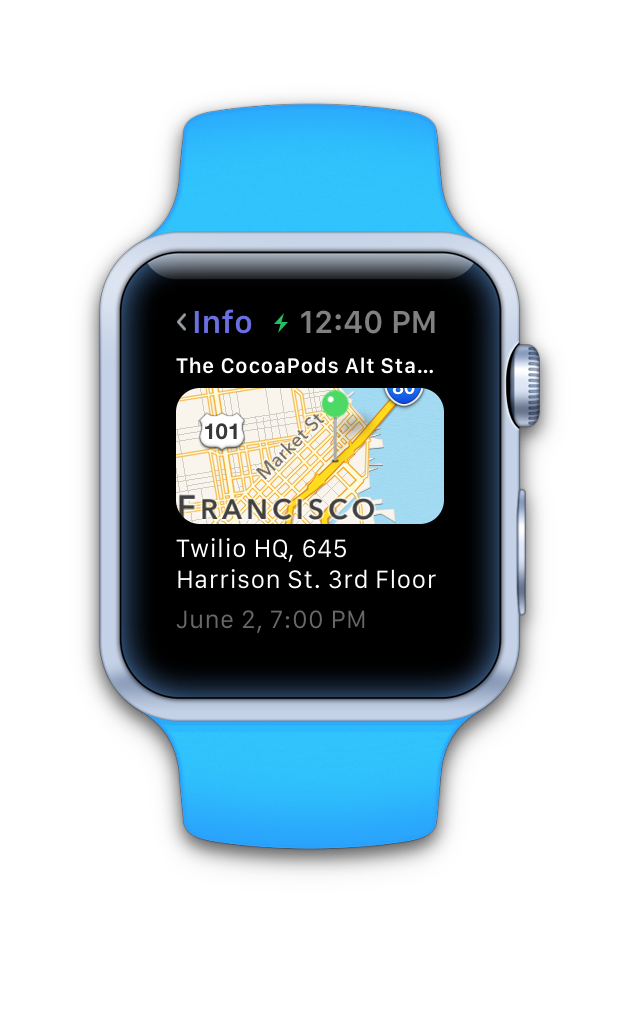 Info 12:40 PM
The CocoaPods Alt Sta...
80
101
Market St
FRANCISCO
Twilio HQ, 645
Harrison St. 3rd Floor
June 2, 7:00 PM